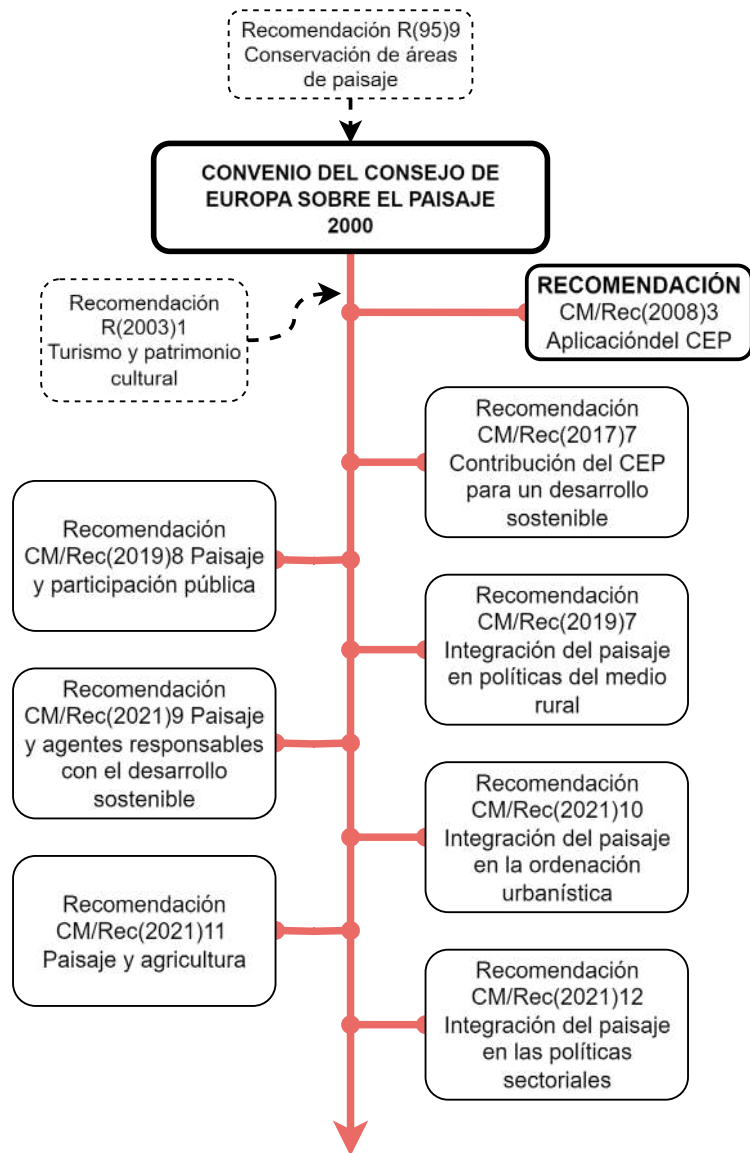 Recomendación R(95)9
Conservación de áreas
de paisaje
CONVENIO DEL CONSEJO DE
EUROPA SOBRE EL PAISAJE
2000
Recomendación
R(2003)1
Turismo y patrimonio
cultural
RECOMENDACIÓN
CM/Rec(2008)3
Aplicacióndel CEP
Recomendación
CM/Rec(2017)7
Contribución del CEP
para un desarrollo
sostenible
Recomendación
CM/Rec(2019)8 Paisaje
y participación pública
Recomendación
CM/Rec(2019)7
Integración del paisaje
en políticas del medio
rural
Recomendación
CM/Rec(2021)9 Paisaje
y agentes responsables
con el desarrollo
sostenible
Recomendación
CM/Rec(2021)10
Integración del paisaje
en la ordenación
urbanística
Recomendación
CM/Rec(2021)11
Paisaje y agricultura
Recomendación
CM/Rec(2021)12
Integración del paisaje
en las políticas
sectoriales